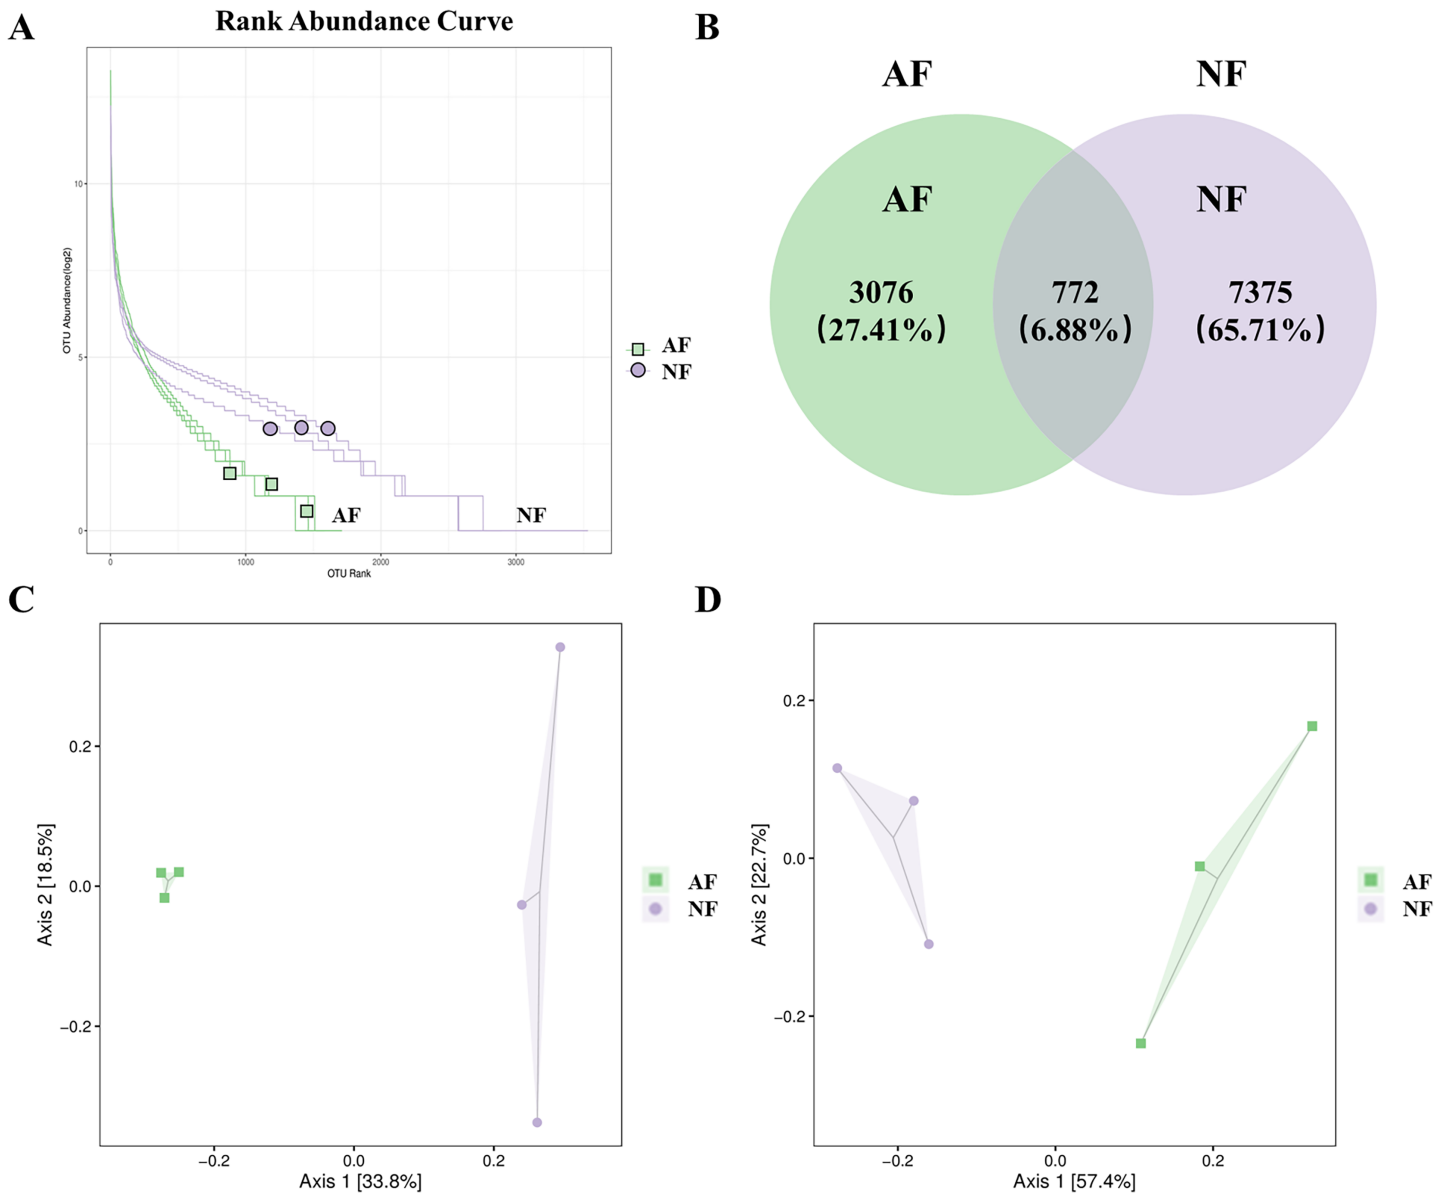 A
Rank Abundance Curve
10
5
0
OTU Abundance(log2)
0
1000
2000
3000
OTU Rank
AF
NF
AF
NF
B
AF
NF
AF
NF
3076
(27.41%)
772
(6.88%)
7375
(65.71%)
C
0.2
0.0
−0.2
Axis 2 [18.5%]
−0.2
0.0
0.2
Axis 1 [33.8%]
AF
NF
D
0.2
0.0
−0.2
Axis 2 [22.7%]
−0.2
0.0
0.2
Axis 1 [57.4%]
AF
NF